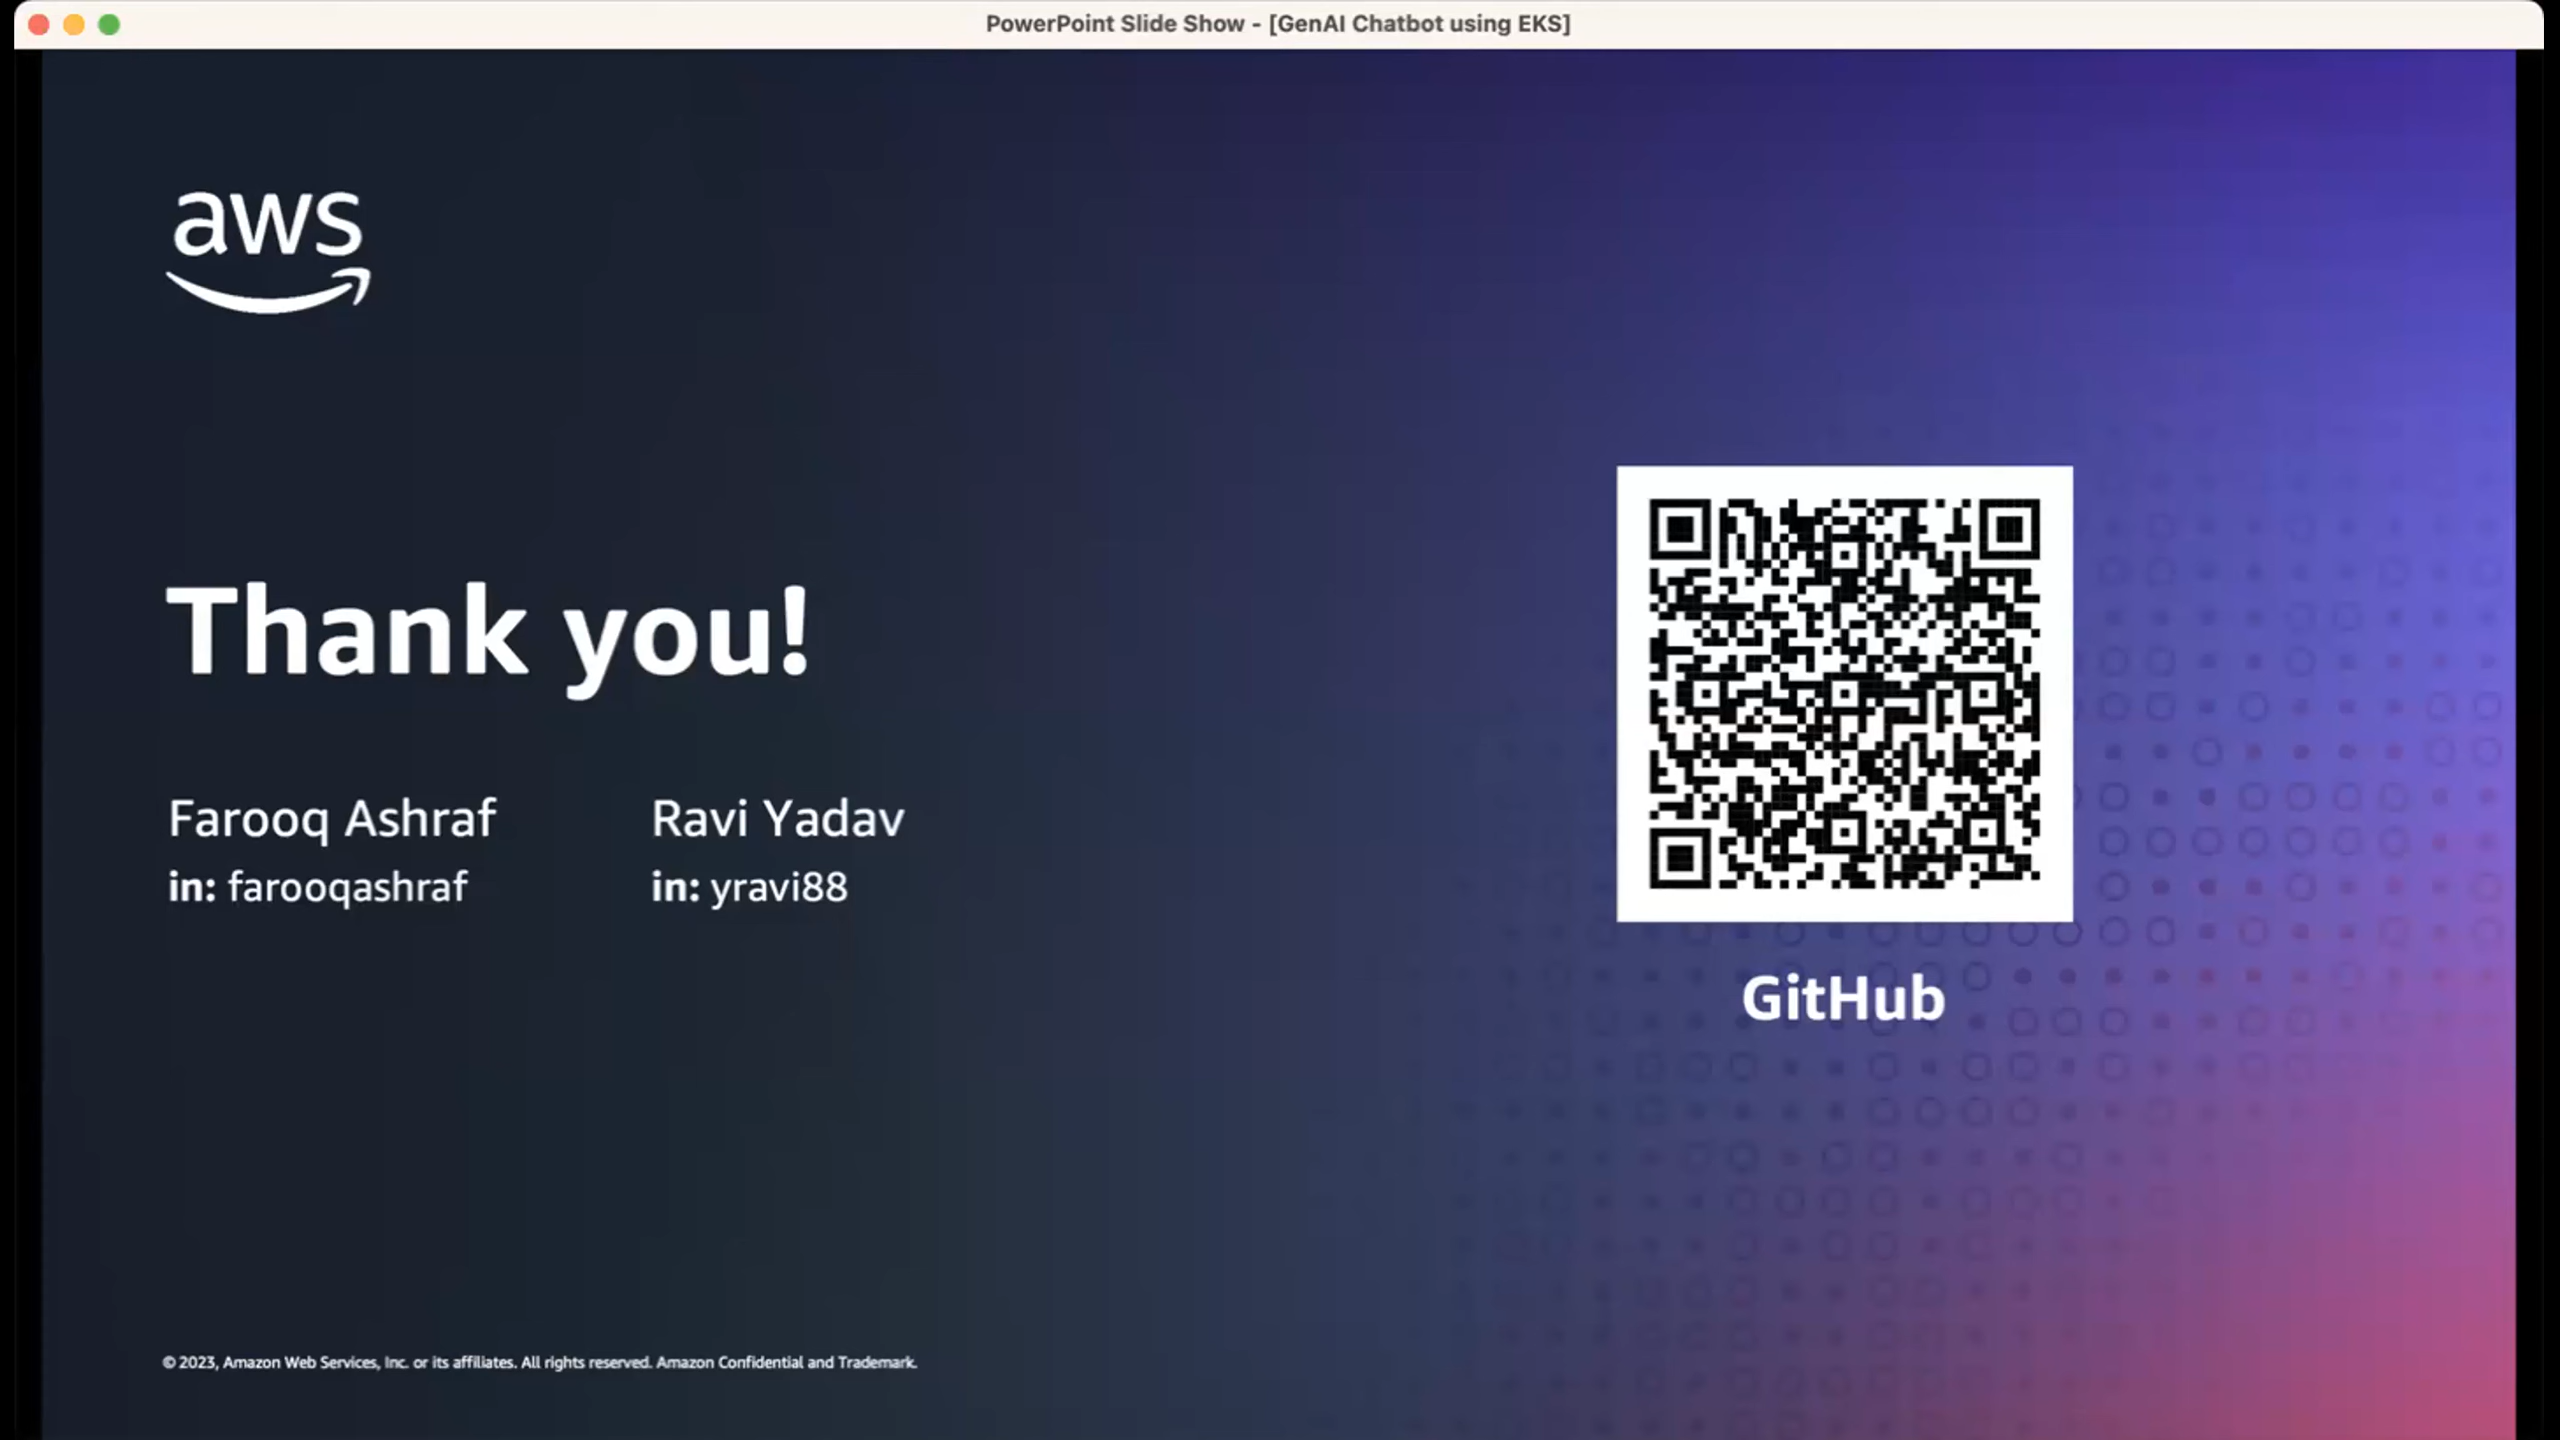 PowerPoint Slide Show - [GenAI Chatbot using EKS]
aws
Thank you!
Farooq Ashraf
in: farooqashraf
Ravi Yadav
in: yravi88
GitHub
© 2023, Amazon Web Services, Inc. or its affiliates. All rights reserved. Amazon Confidential and Trademark.